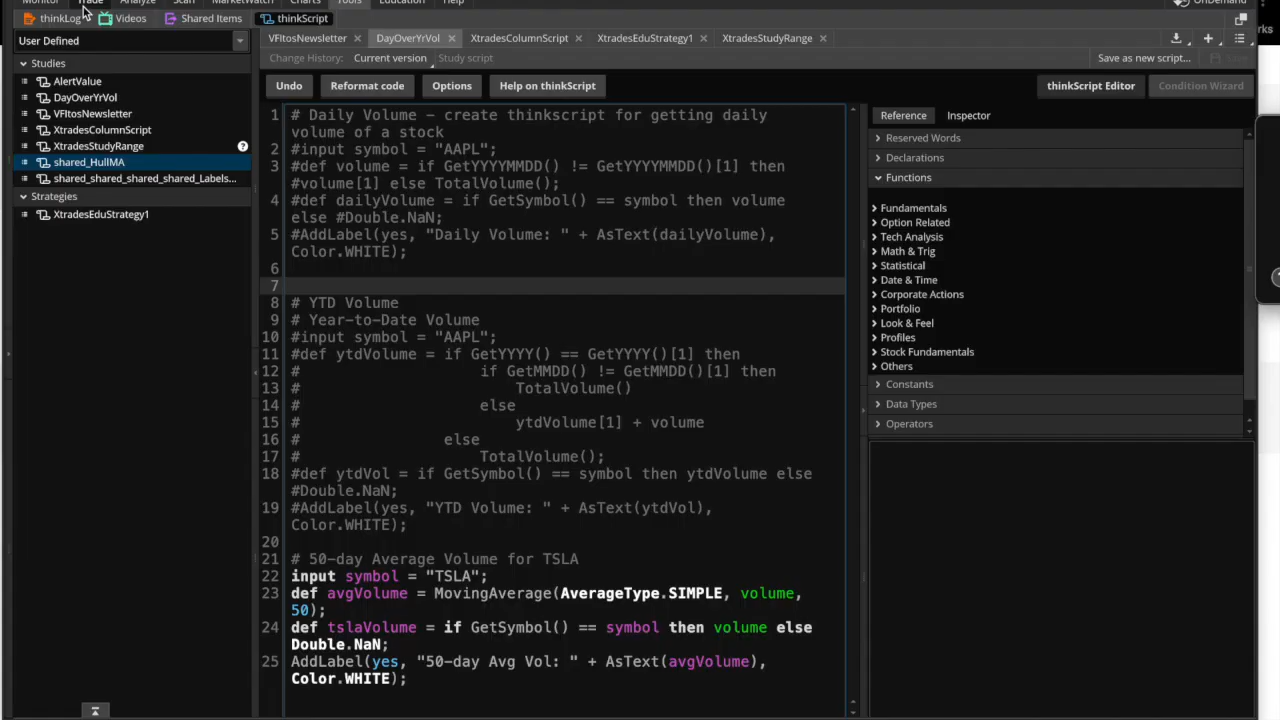 Monitor Trade Analyze Scan MarketWatch Charts Tools Education Help OnDemand
thinkLog Videos Shared Items thinkScript
rks
User Defined
Studies
AlertValue
DayOverYrVol
VFItosNewsletter
XtradesColumnScript
XtradesStudyRange
shared_HullMA
shared_shared_shared_shared_Labels...
Strategies
XtradesEduStrategy1
VFItosNewsletter DayOverYrVol XtradesColumnScript XtradesEduStrategy1 XtradesStudyRange
Change History: Current version Study script Save as new script... Save
Undo Reformat code Options Help on thinkScript thinkScript Editor Condition Wizard
1 # Daily Volume - create thinkscript for getting daily
volume of a stock
2 #input symbol = "AAPL";
3 #def volume = if GetYYYYMMDD() != GetYYYYMMDD()[1] then
#volume[1] else TotalVolume();
4 #def dailyVolume = if GetSymbol() == symbol then volume
else #Double.NaN;
5 #AddLabel(yes, "Daily Volume: " + AsText(dailyVolume),
Color.WHITE);
6
7
8 # YTD Volume
9 # Year-to-Date Volume
10 #input symbol = "AAPL";
11 #def ytdVolume = if GetYYYY() == GetYYYY()[1] then
12 # if GetMMDD() != GetMMDD()[1] then
13 # TotalVolume()
14 # else
15 # ytdVolume[1] + volume
16 # else
17 # TotalVolume();
18 #def ytdVol = if GetSymbol() == symbol then ytdVolume else
#Double.NaN;
19 #AddLabel(yes, "YTD Volume: " + AsText(ytdVol),
Color.WHITE);
20
21 # 50-day Average Volume for TSLA
22 input symbol = "TSLA";
23 def avgVolume = MovingAverage(AverageType.SIMPLE, volume,
50);
24 def tslaVolume = if GetSymbol() == symbol then volume else
Double.NaN;
25 AddLabel(yes, "50-day Avg Vol: " + AsText(avgVolume),
Color.WHITE);
Reference Inspector
Reserved Words
Declarations
Functions
Fundamentals
Option Related
Tech Analysis
Math & Trig
Statistical
Date & Time
Corporate Actions
Portfolio
Look & Feel
Profiles
Stock Fundamentals
Others
Constants
Data Types
Operators